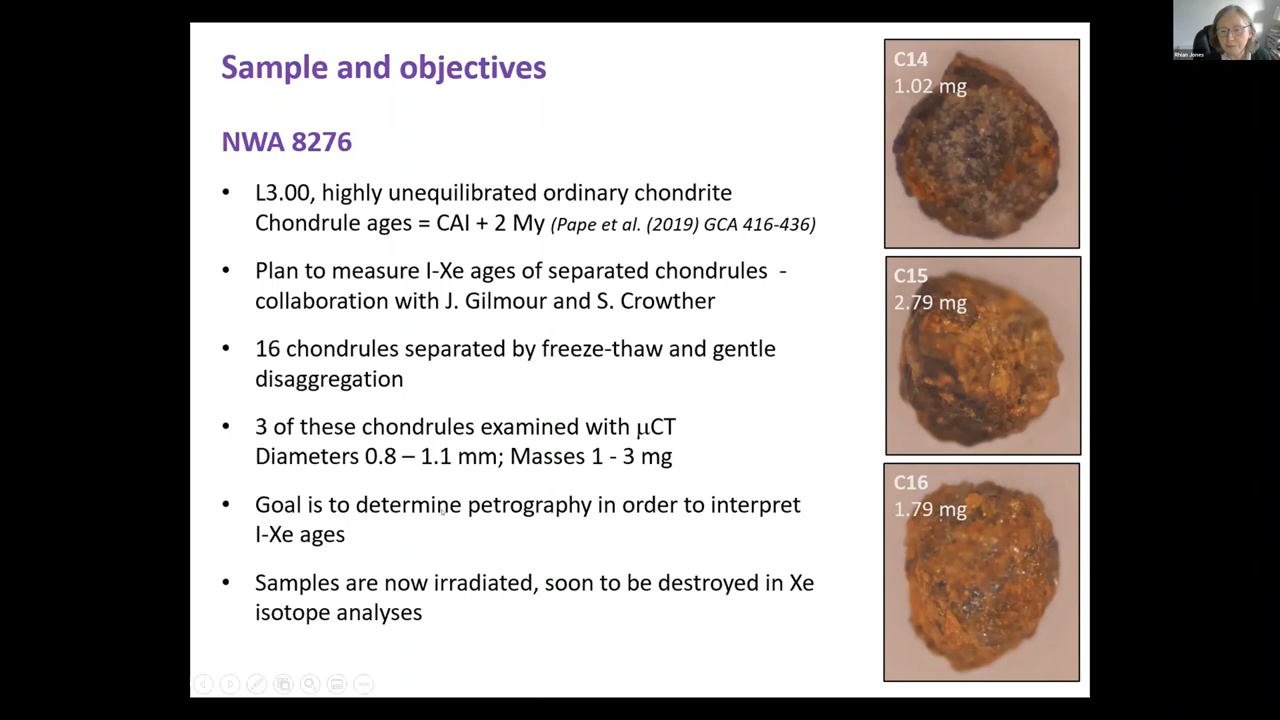 Sample and objectives
NWA 8276
• L3.00, highly unequilibrated ordinary chondrite
Chondrule ages = CAI + 2 My (Pape et al. (2019) GCA 416-436)
• Plan to measure I-Xe ages of separated chondrules -
collaboration with J. Gilmour and S. Crowther
• 16 chondrules separated by freeze-thaw and gentle
disaggregation
• 3 of these chondrules examined with μCT
Diameters 0.8 – 1.1 mm; Masses 1 - 3 mg
• Goal is to determine petrography in order to interpret
I-Xe ages
• Samples are now irradiated, soon to be destroyed in Xe
isotope analyses
C14
1.02 mg
C15
2.79 mg
C16
1.79 mg
Rhian Jones